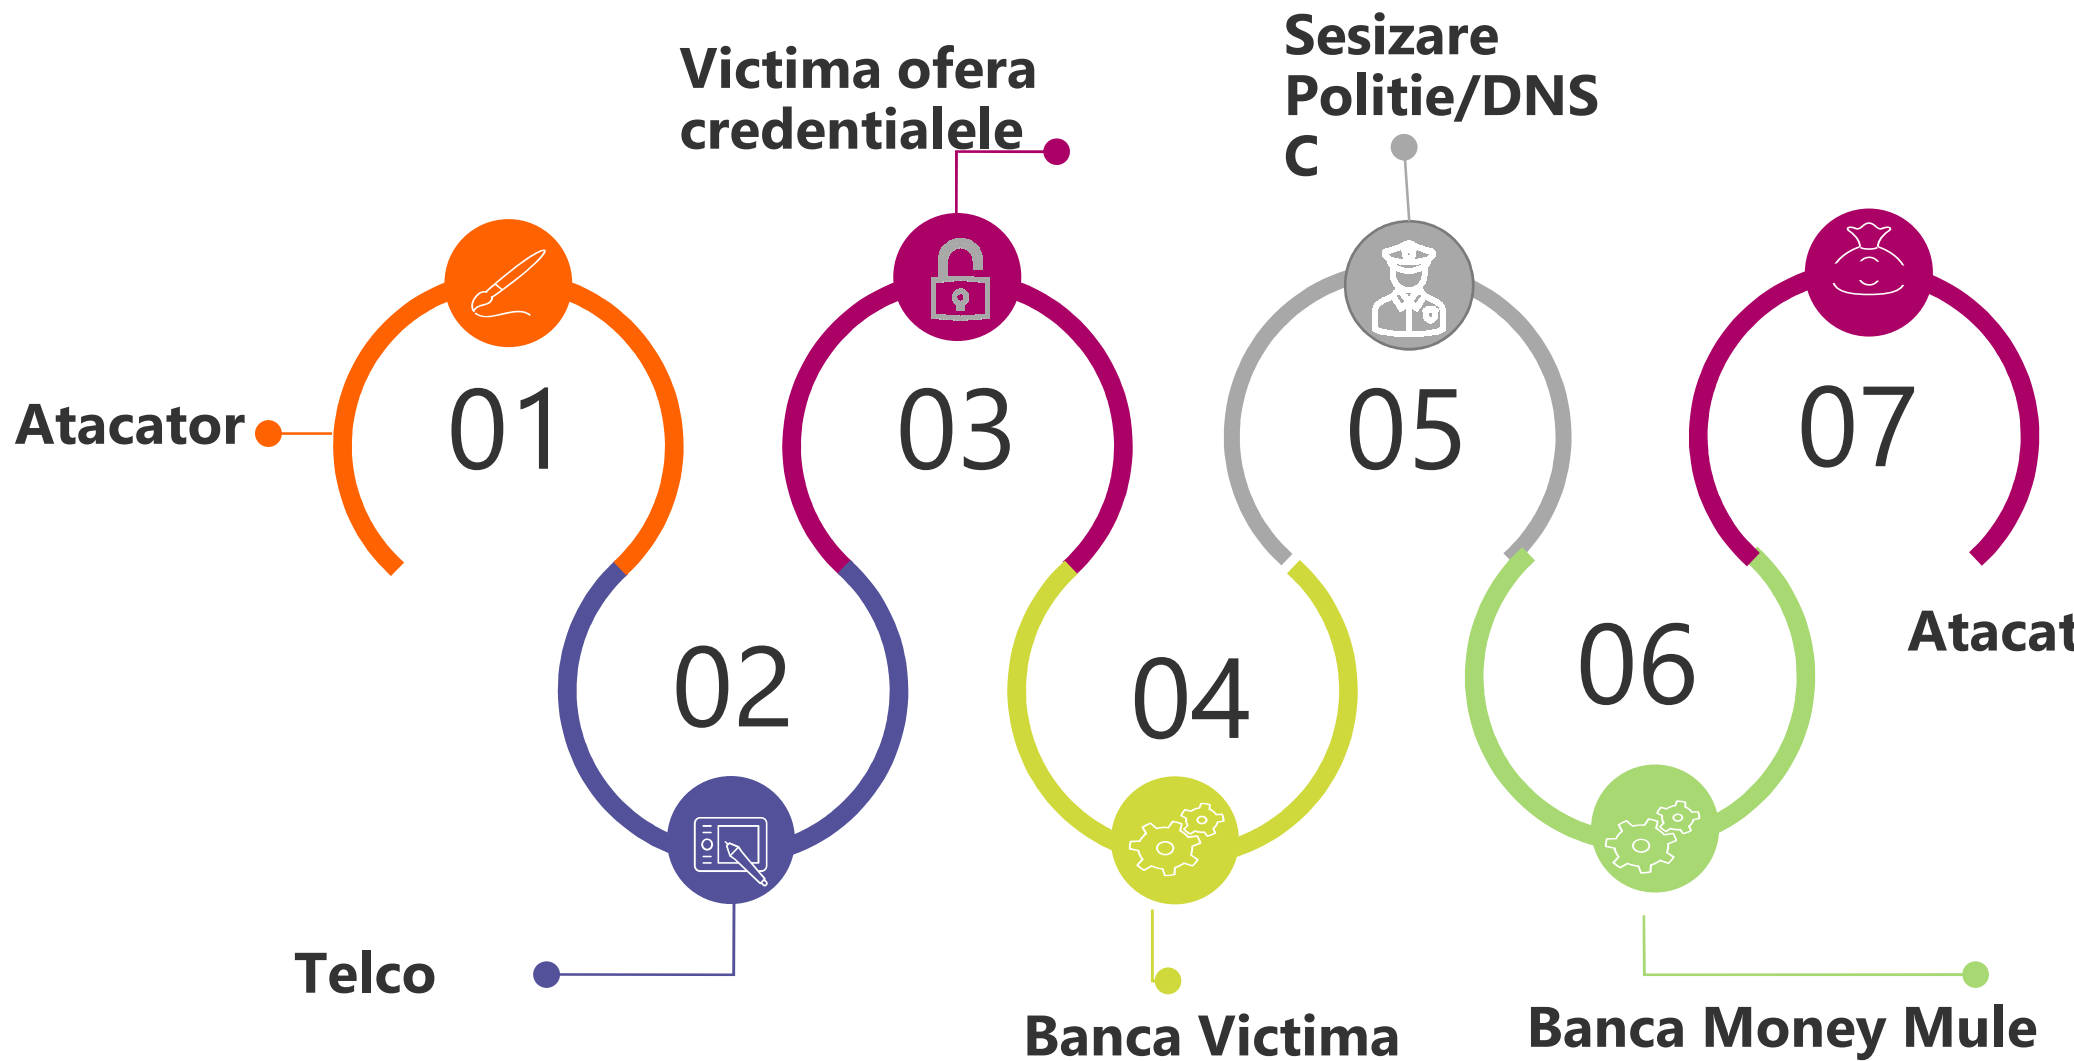 Atacator
01
Telco
02
Victima ofera
credentialele
03
04
Banca Victima
Sesizare
Politie/DNS
C
05
06
Banca Money Mule
07
Atacat